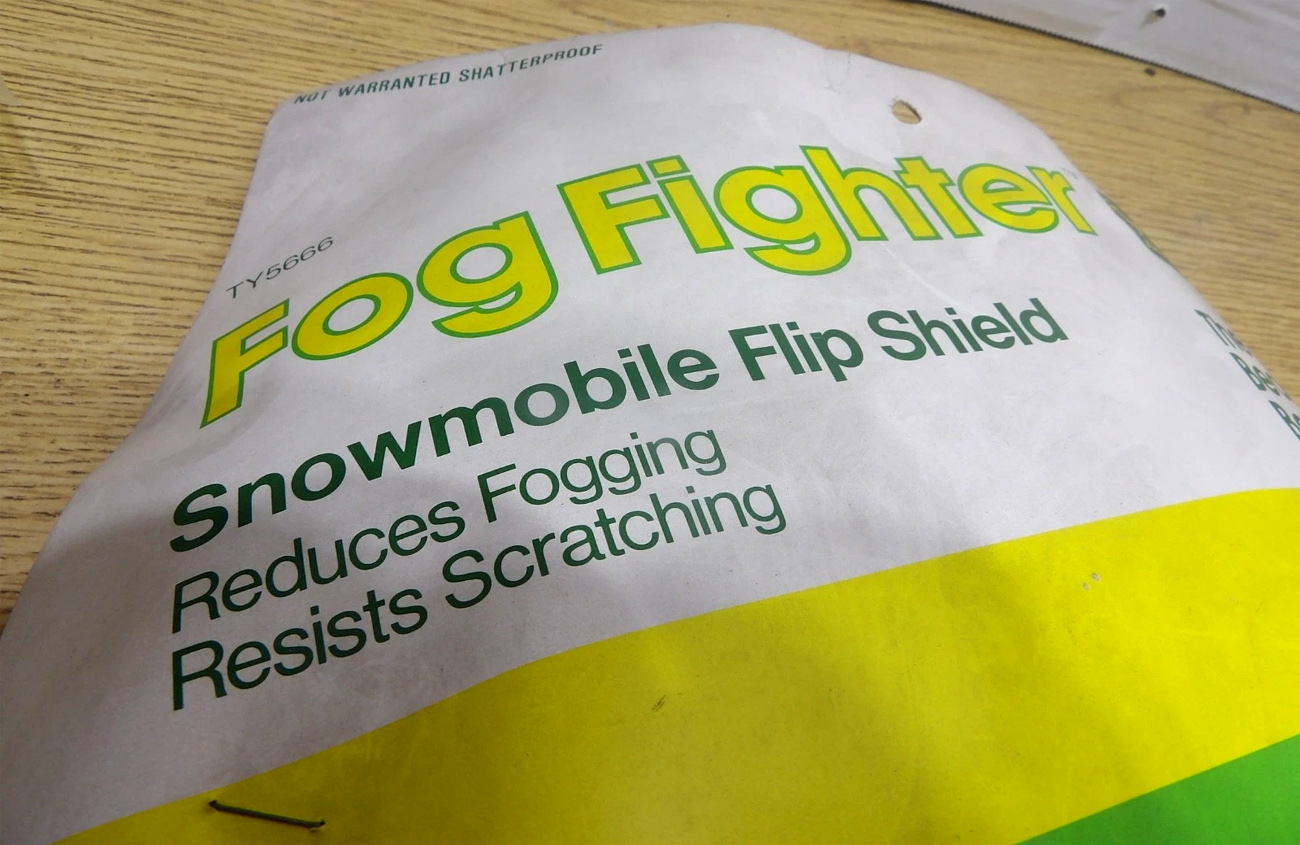 NOT WARRANTED SHATTERPROOF
TY5666
Fog Fighter
Snowmobile Flip Shield
Reduces Fogging
Resists Scratching